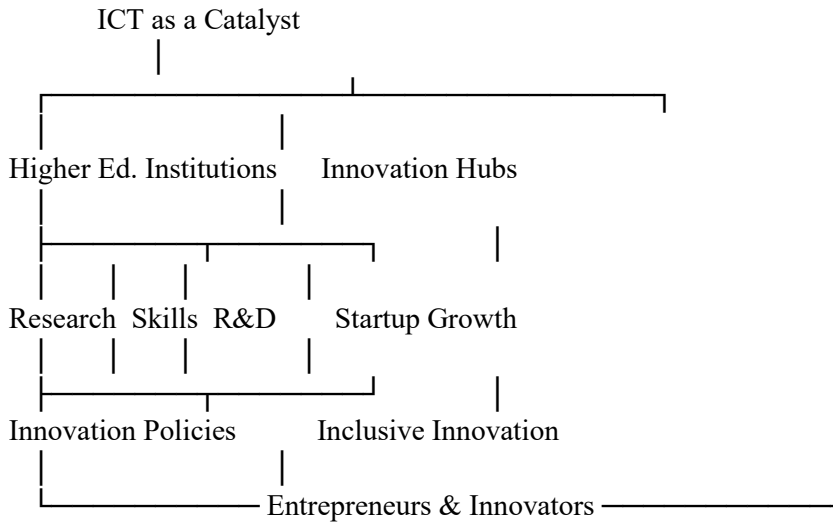 ICT as a Catalyst
Higher Ed. Institutions Innovation Hubs
Research Skills R&D Startup Growth
Innovation Policies Inclusive Innovation
Entrepreneurs & Innovators